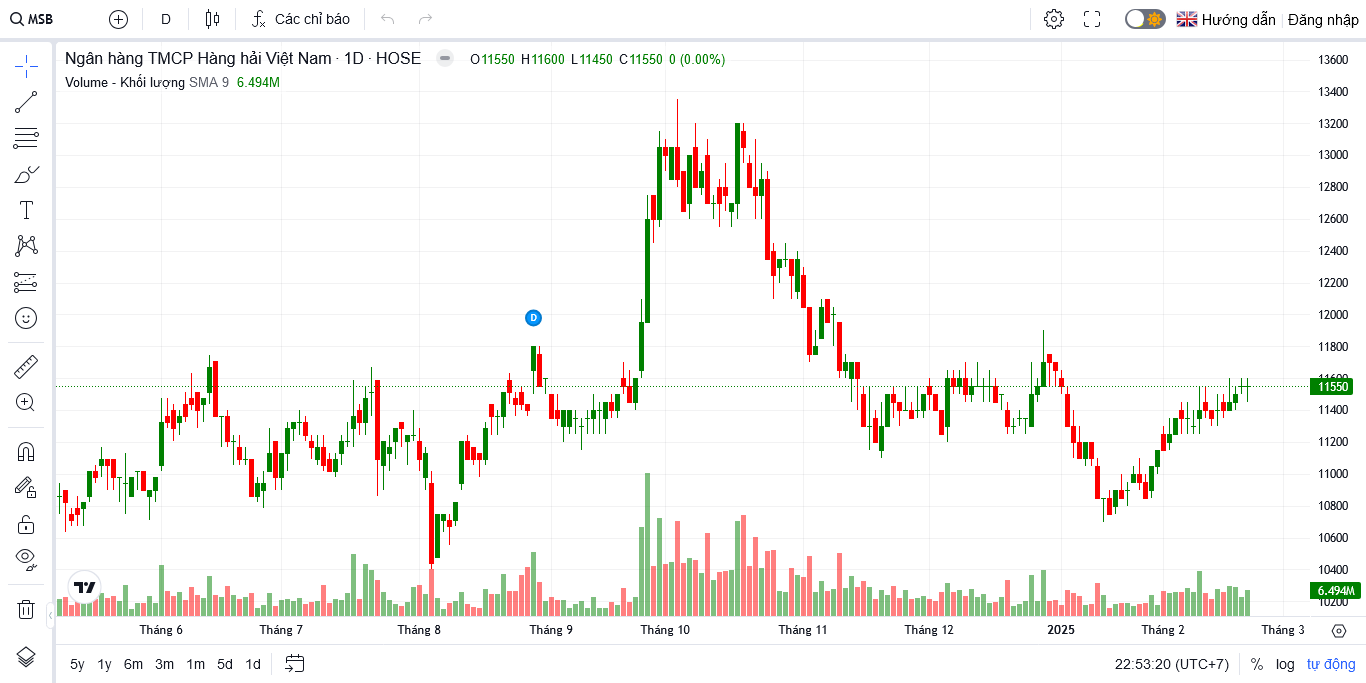 MSB D Các chỉ báo Hướng dẫn Đăng nhập
Ngân hàng TMCP Hàng hải Việt Nam · 1D · HOSE O11550 H11600 L11450 C11550 0 (0.00%)
Volume - Khối lượng SMA 9 6.494M
13600
13400
13200
13000
12800
12600
12400
12200
12000
D
11800
11600
11550
11400
11200
11000
10800
10600
10400
6.494M
10200
Tháng 6 Tháng 7 Tháng 8 Tháng 9 Tháng 10 Tháng 11 Tháng 12 2025 Tháng 2 Tháng 3
5y 1y 6m 3m 1m 5d 1d 22:53:20 (UTC+7) % log tự động